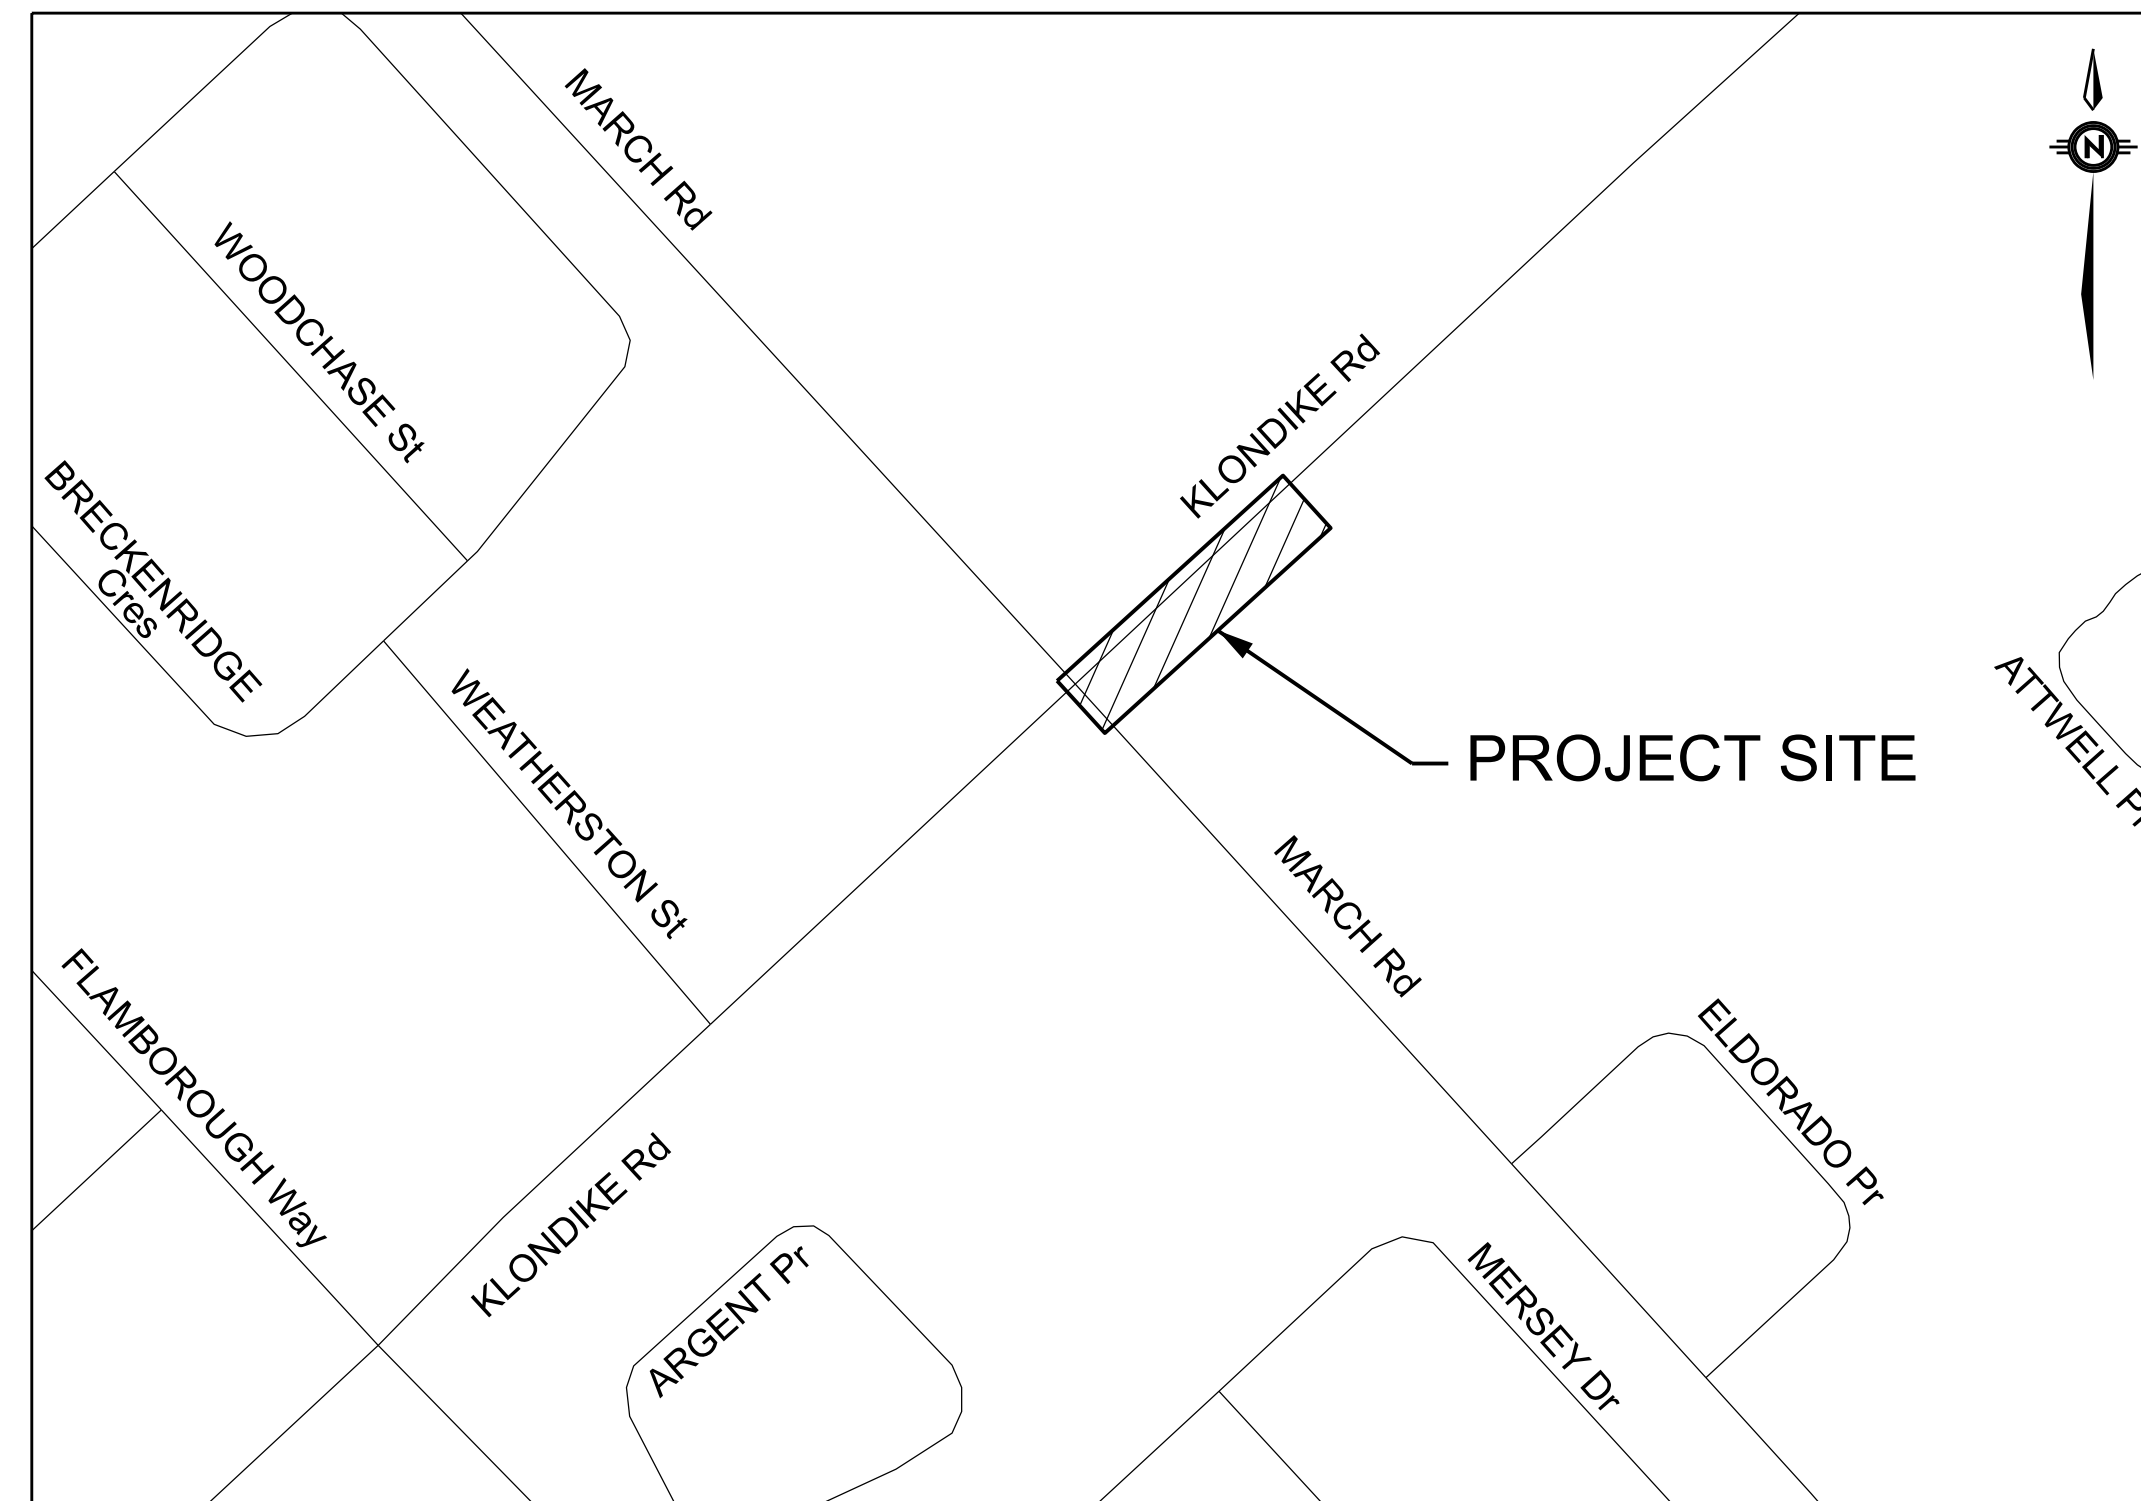 MARCH Rd
N
WOODCHASE St
KLONDIKE Rd
BRECKENRIDGE
Cres
WEATHERSTON St
PROJECT SITE
ATTWELL
MARCH Rd
FLAMBOROUGH Way
ELDORADO Pr
KLONDIKE Rd
ARGENT Pr
MERSEY Dr